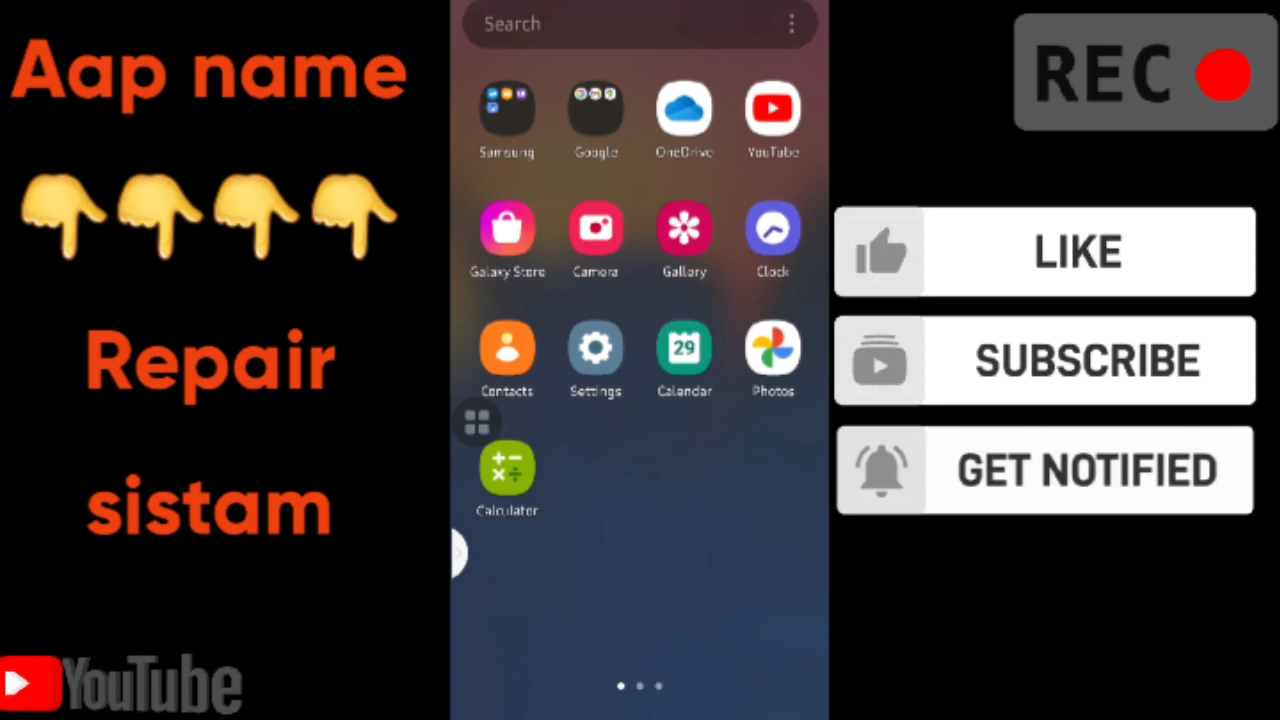 Aap name
Repair
sistam
YouTube
Search
Samsung Google OneDrive YouTube
Galaxy Store Camera Gallery Clock
29
Contacts Settings Calendar Photos
Calculator
REC
LIKE
SUBSCRIBE
GET NOTIFIED